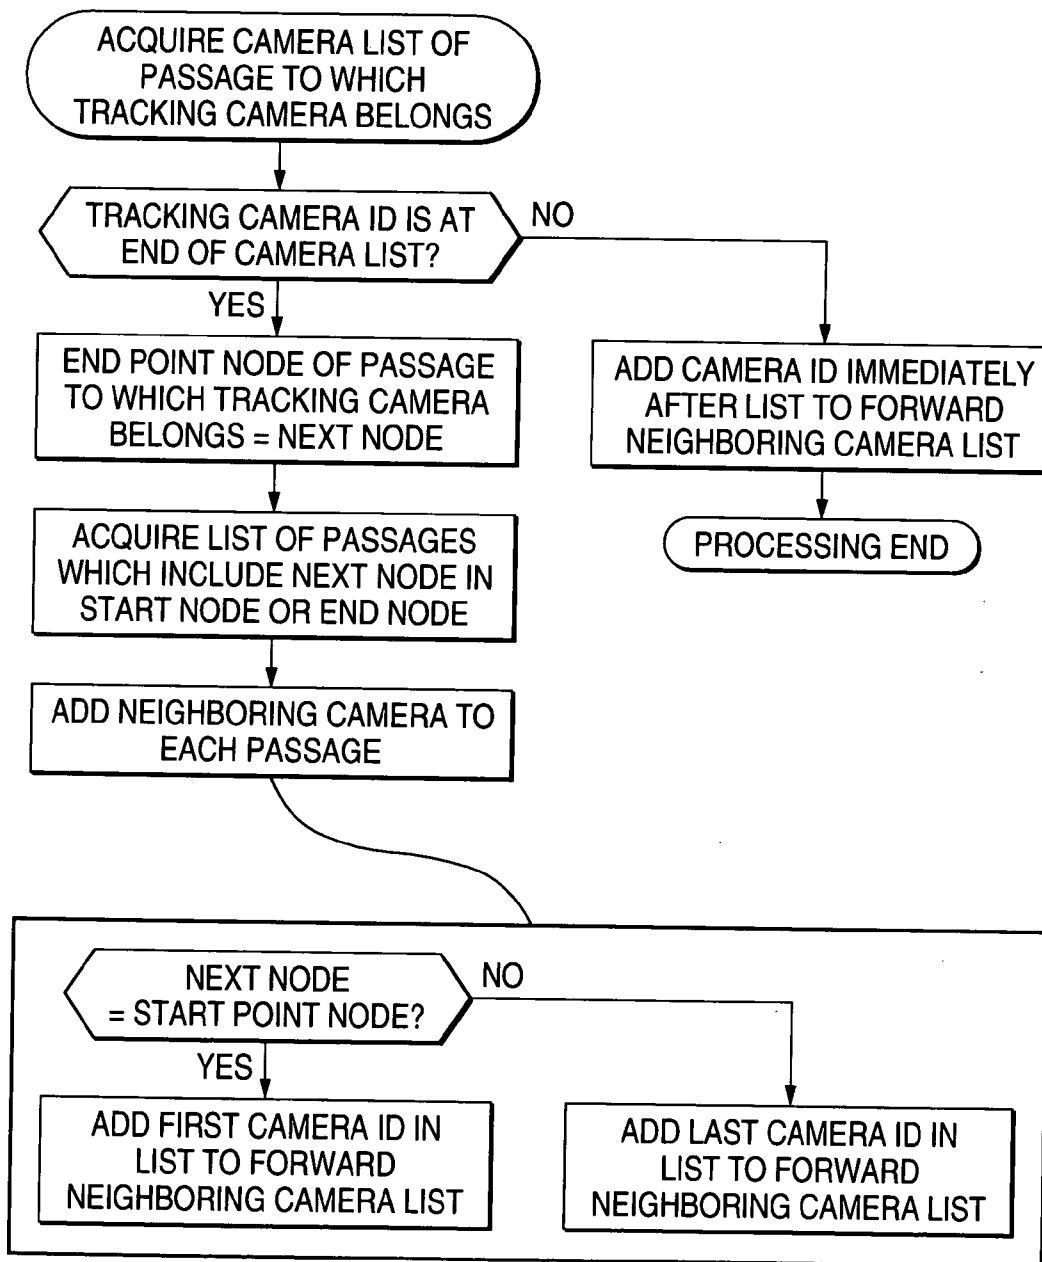 ACQUIRE CAMERA LIST OF
PASSAGE TO WHICH
TRACKING CAMERA BELONGS
TRACKING CAMERA ID IS AT
END OF CAMERA LIST?
NO
YES
END POINT NODE OF PASSAGE
TO WHICH TRACKING CAMERA
BELONGS = NEXT NODE
ADD CAMERA ID IMMEDIATELY
AFTER LIST TO FORWARD
NEIGHBORING CAMERA LIST
ACQUIRE LIST OF PASSAGES
WHICH INCLUDE NEXT NODE IN
START NODE OR END NODE
PROCESSING END
ADD NEIGHBORING CAMERA TO
EACH PASSAGE
NEXT NODE
= START POINT NODE?
NO
YES
ADD FIRST CAMERA ID IN
LIST TO FORWARD
NEIGHBORING CAMERA LIST
ADD LAST CAMERA ID IN
LIST TO FORWARD
NEIGHBORING CAMERA LIST